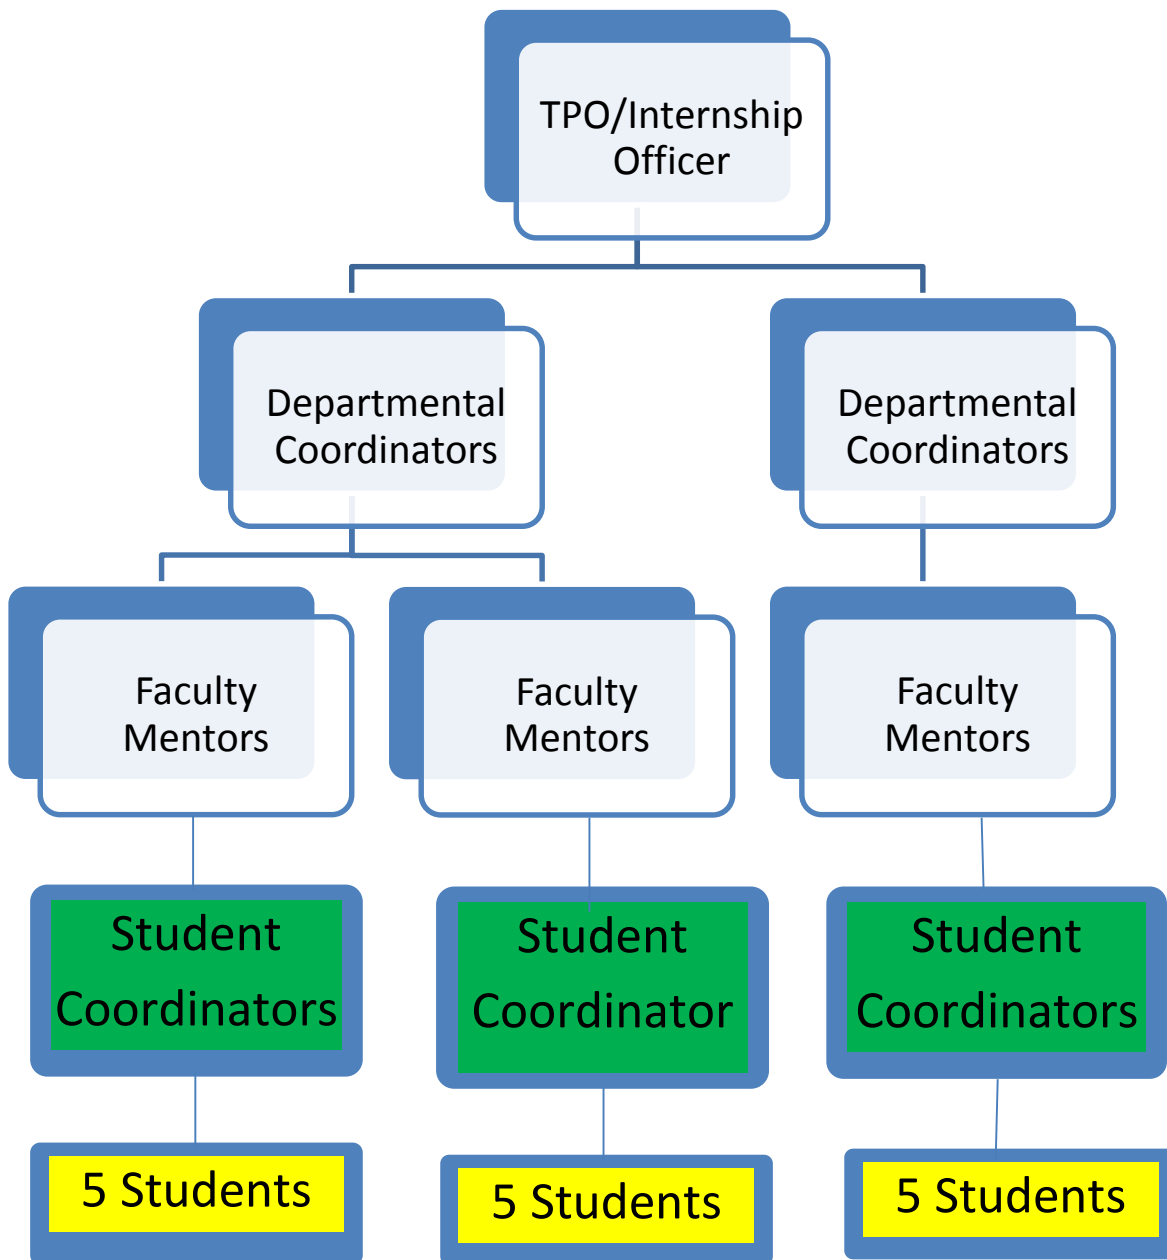 TPO/Internship
Officer
Departmental
Coordinators
Departmental
Coordinators
Faculty
Mentors
Faculty
Mentors
Faculty
Mentors
Student
Coordinators
Student
Coordinator
Student
Coordinators
5 Students
5 Students
5 Students